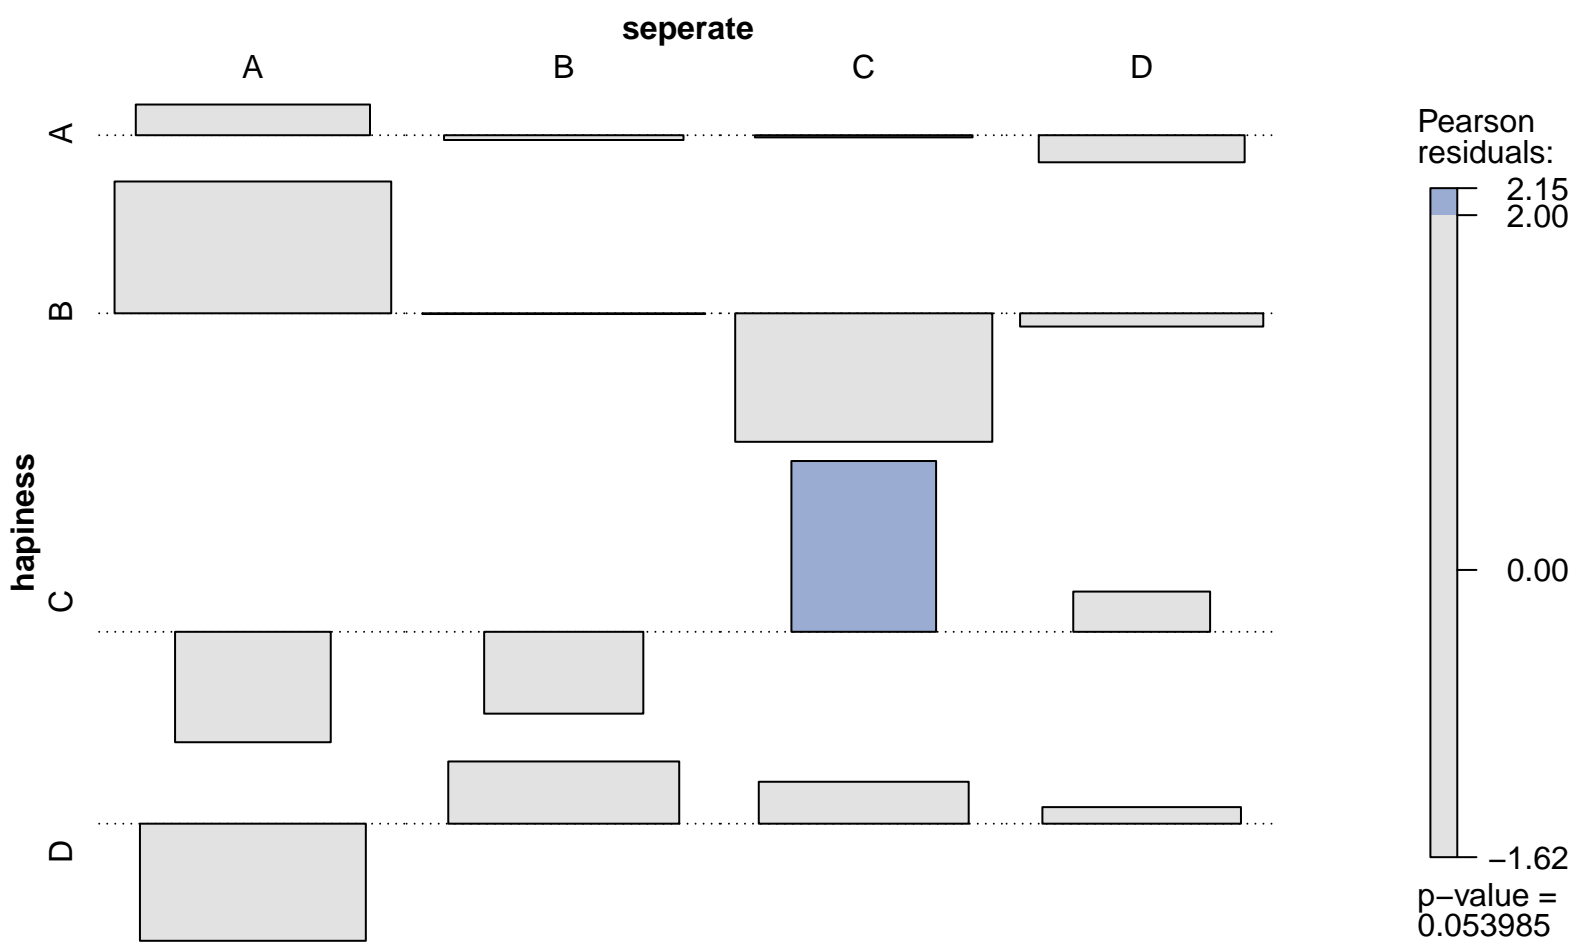 seperate
A B C D
hapiness
A
B
C
D
Pearson
residuals:
2.15
2.00
0.00
−1.62
p−value =
0.053985